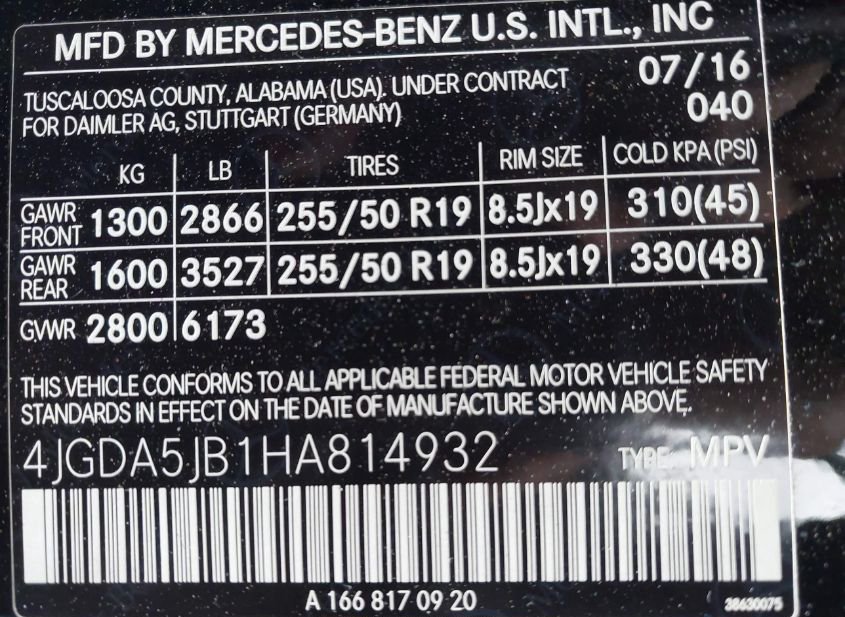 MFD BY MERCEDES-BENZ U.S. INTL., INC
TUSCALOOSA COUNTY, ALABAMA (USA). UNDER CONTRACT 07/16
FOR DAIMLER AG, STUTTGART (GERMANY) 040
KG LB TIRES RIM SIZE COLD KPA (PSI)
GAWR FRONT 1300 2866 255/50 R19 8.5Jx19 310(45)
GAWR REAR 1600 3527 255/50 R19 8.5Jx19 330(48)
GVWR 2800 6173
THIS VEHICLE CONFORMS TO ALL APPLICABLE FEDERAL MOTOR VEHICLE SAFETY
STANDARDS IN EFFECT ON THE DATE OF MANUFACTURE SHOWN ABOVE.
4JGDA5JB1HA814932 TYPE: MPV
A 166 817 09 20 38630075